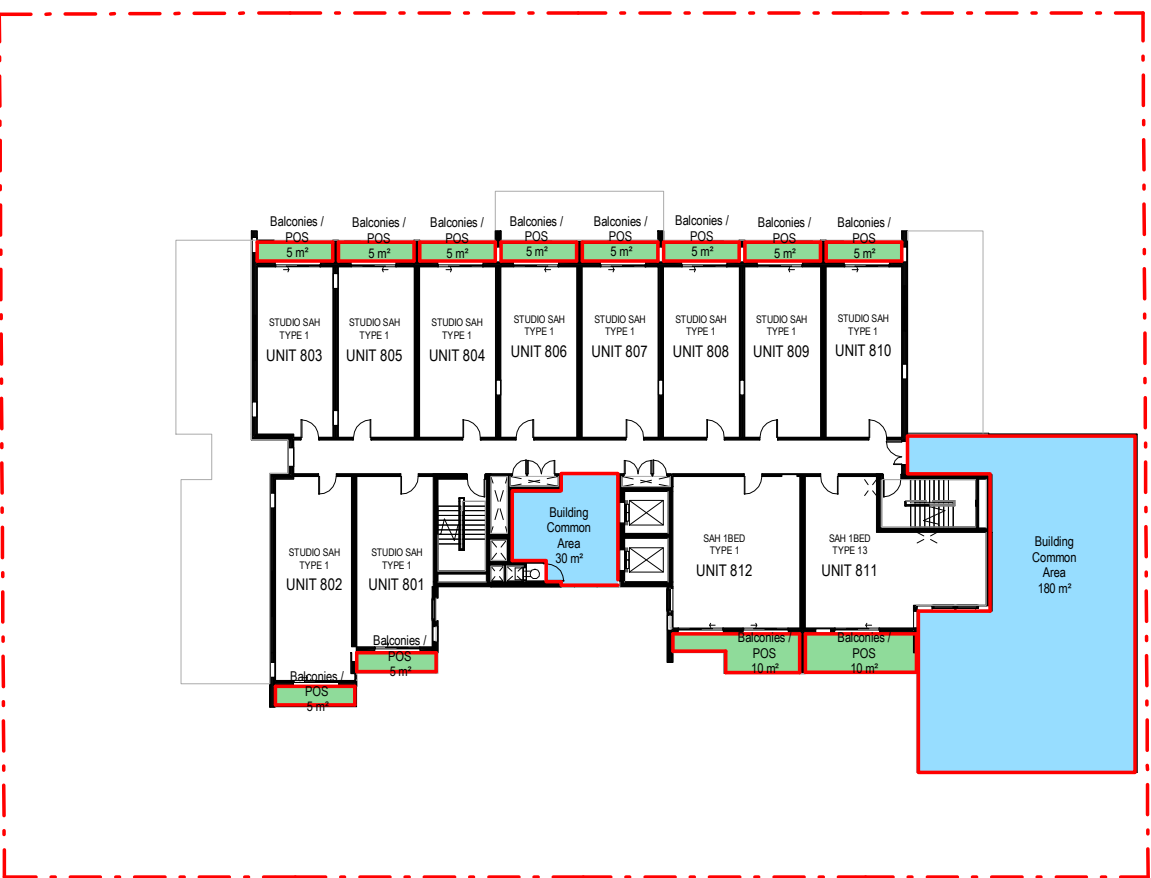 Balconies /
POS
5 m²
Balconies /
POS
5 m²
Balconies /
POS
5 m²
Balconies /
POS
5 m²
Balconies /
POS
5 m²
Balconies /
POS
5 m²
Balconies /
POS
5 m²
Balconies /
POS
5 m²
STUDIO SAH
TYPE 1
UNIT 803
STUDIO SAH
TYPE 1
UNIT 805
STUDIO SAH
TYPE 1
UNIT 804
STUDIO SAH
TYPE 1
UNIT 806
STUDIO SAH
TYPE 1
UNIT 807
STUDIO SAH
TYPE 1
UNIT 808
STUDIO SAH
TYPE 1
UNIT 809
STUDIO SAH
TYPE 1
UNIT 810
STUDIO SAH
TYPE 1
UNIT 802
STUDIO SAH
TYPE 1
UNIT 801
Building
Common
Area
30 m²
SAH 1BED
TYPE 1
UNIT 812
SAH 1BED
TYPE 13
UNIT 811
Building
Common
Area
180 m²
Balconies /
POS
5 m²
Balconies /
POS
5 m²
Balconies /
POS
10 m²
Balconies /
POS
10 m²